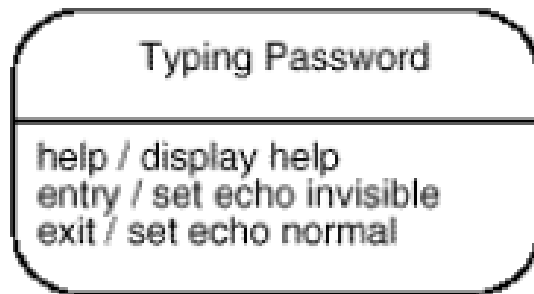 Typing Password
help / display help
entry / set echo invisible
exit / set echo normal